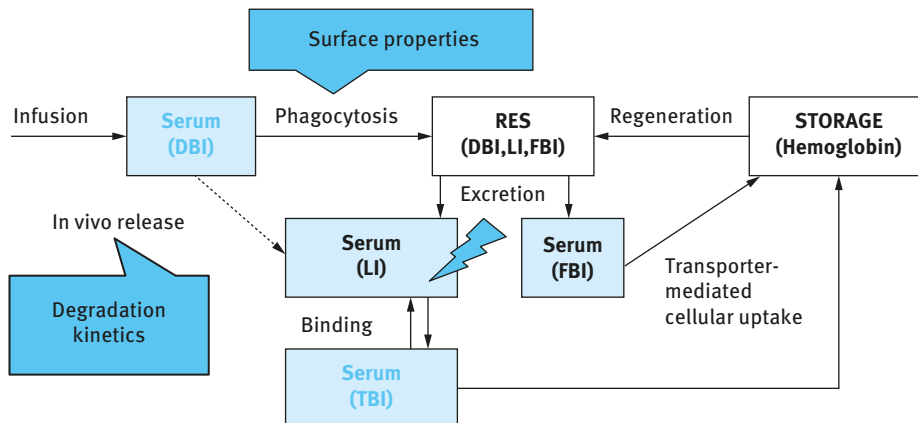 Surface properties
Infusion
Serum
(DBI)
Phagocytosis
RES
(DBI,LI,FBI)
Regeneration
STORAGE
(Hemoglobin)
Excretion
In vivo release
Serum
(LI)
Serum
(FBI)
Transporter-
mediated
cellular uptake
Degradation
kinetics
Binding
Serum
(TBI)